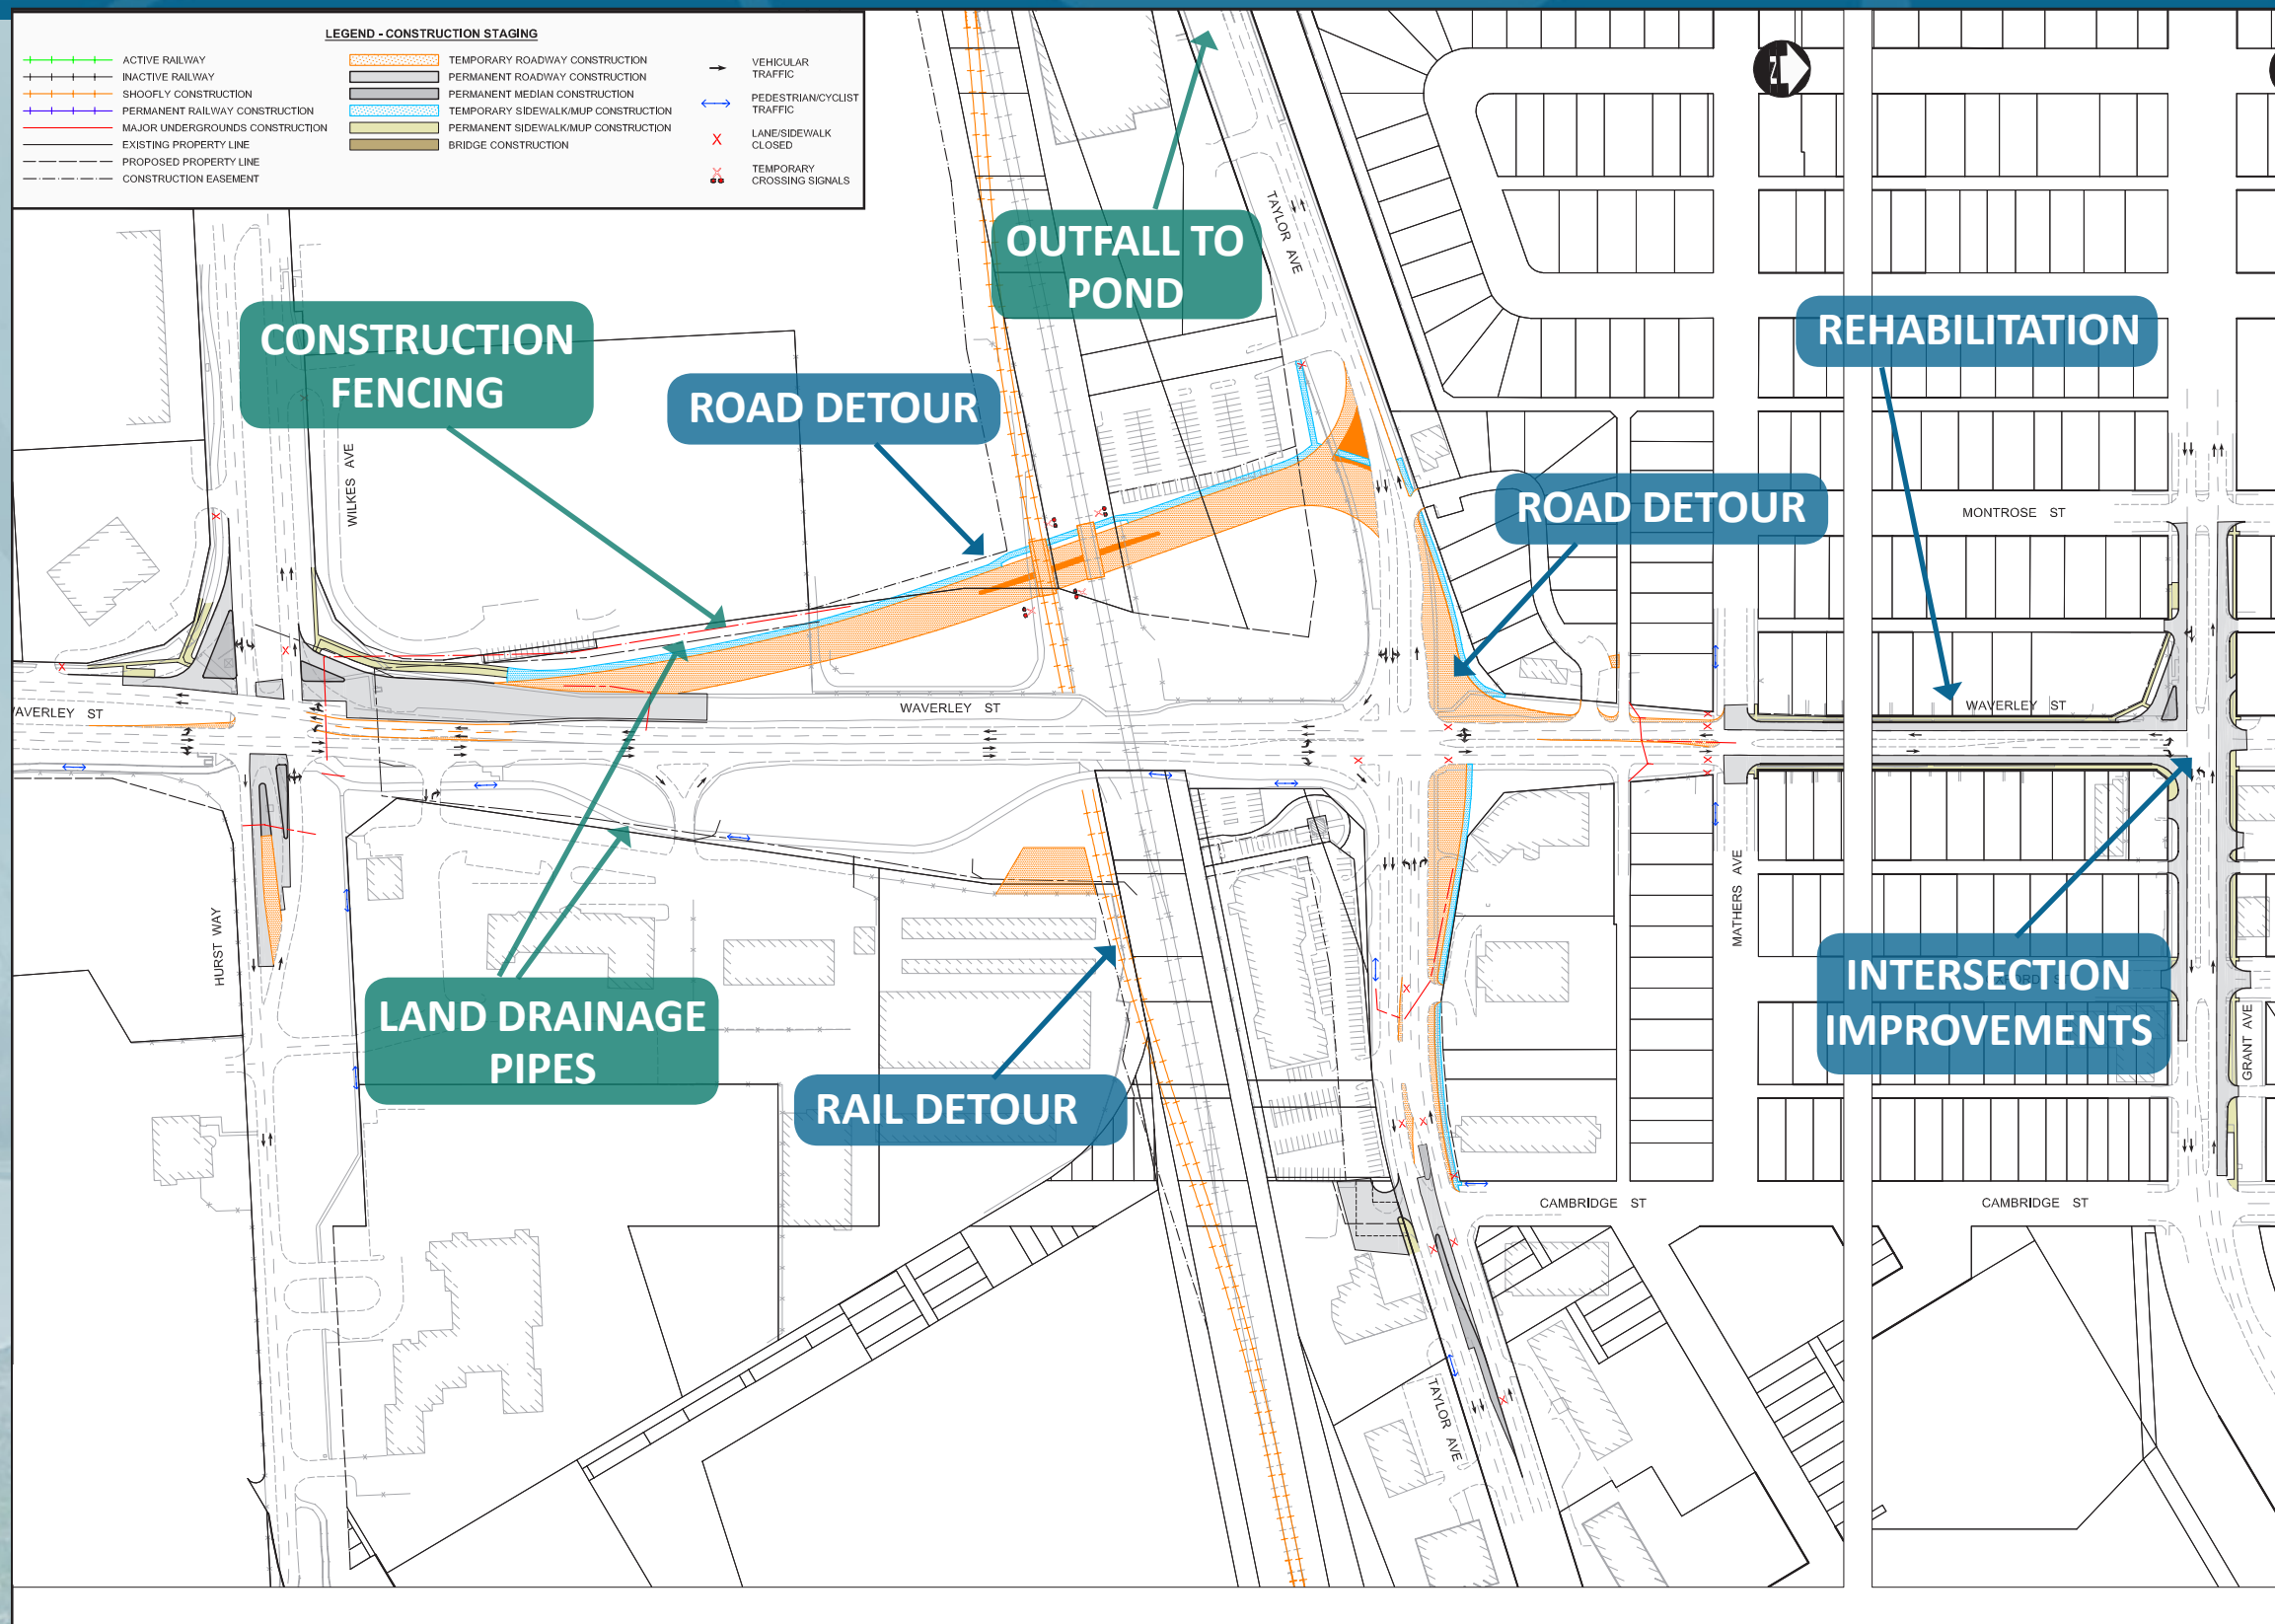 LEGEND - CONSTRUCTION STAGING
ACTIVE RAILWAY
INACTIVE RAILWAY
SHOOFLY CONSTRUCTION
PERMANENT RAILWAY CONSTRUCTION
MAJOR UNDERGROUNDS CONSTRUCTION
EXISTING PROPERTY LINE
PROPOSED PROPERTY LINE
CONSTRUCTION EASEMENT
TEMPORARY ROADWAY CONSTRUCTION
PERMANENT ROADWAY CONSTRUCTION
PERMANENT MEDIAN CONSTRUCTION
TEMPORARY SIDEWALK/MUP CONSTRUCTION
PERMANENT SIDEWALK/MUP CONSTRUCTION
BRIDGE CONSTRUCTION
VEHICULAR
TRAFFIC
PEDESTRIAN/CYCLIST
TRAFFIC
LANE/SIDEWALK
CLOSED
TEMPORARY
CROSSING SIGNALS
OUTFALL TO
POND
TAYLOR AVE
CONSTRUCTION
FENCING
REHABILITATION
ROAD DETOUR
WILKES AVE
ROAD DETOUR
MONTROSE ST
WAVERLEY ST
WAVERLEY ST
WAVERLEY ST
HURST WAY
MATHERS AVE
INTERSECTION
IMPROVEMENTS
GRANT AVE
LAND DRAINAGE
PIPES
RAIL DETOUR
CAMBRIDGE ST
CAMBRIDGE ST
TAYLOR AVE